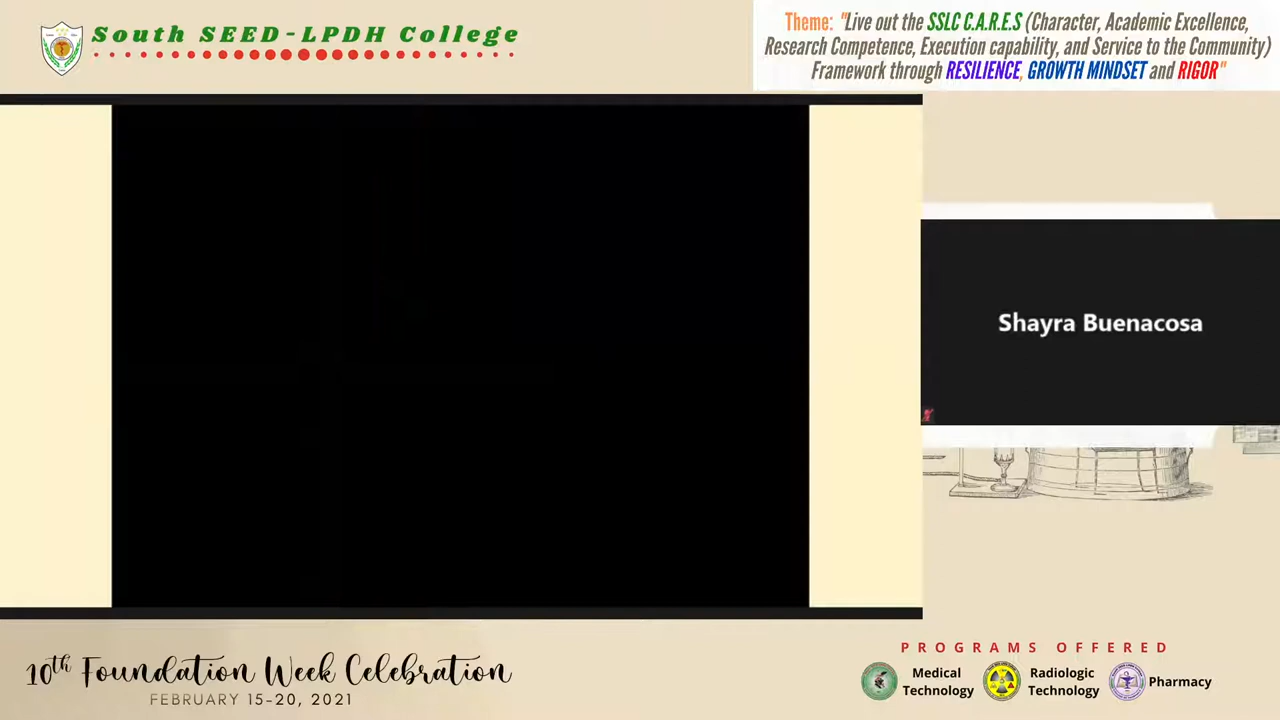 South SEED-LPDH College
Theme: "Live out the SSLC C.A.R.E.S (Character, Academic Excellence,
Research Competence, Execution capability, and Service to the Community)
Framework through RESILIENCE, GROWTH MINDSET and RIGOR"
Shayra Buenacosa
10th Foundation Week Celebration
FEBRUARY 15-20, 2021
PROGRAMS OFFERED
Medical
Technology
Radiologic
Technology
Pharmacy